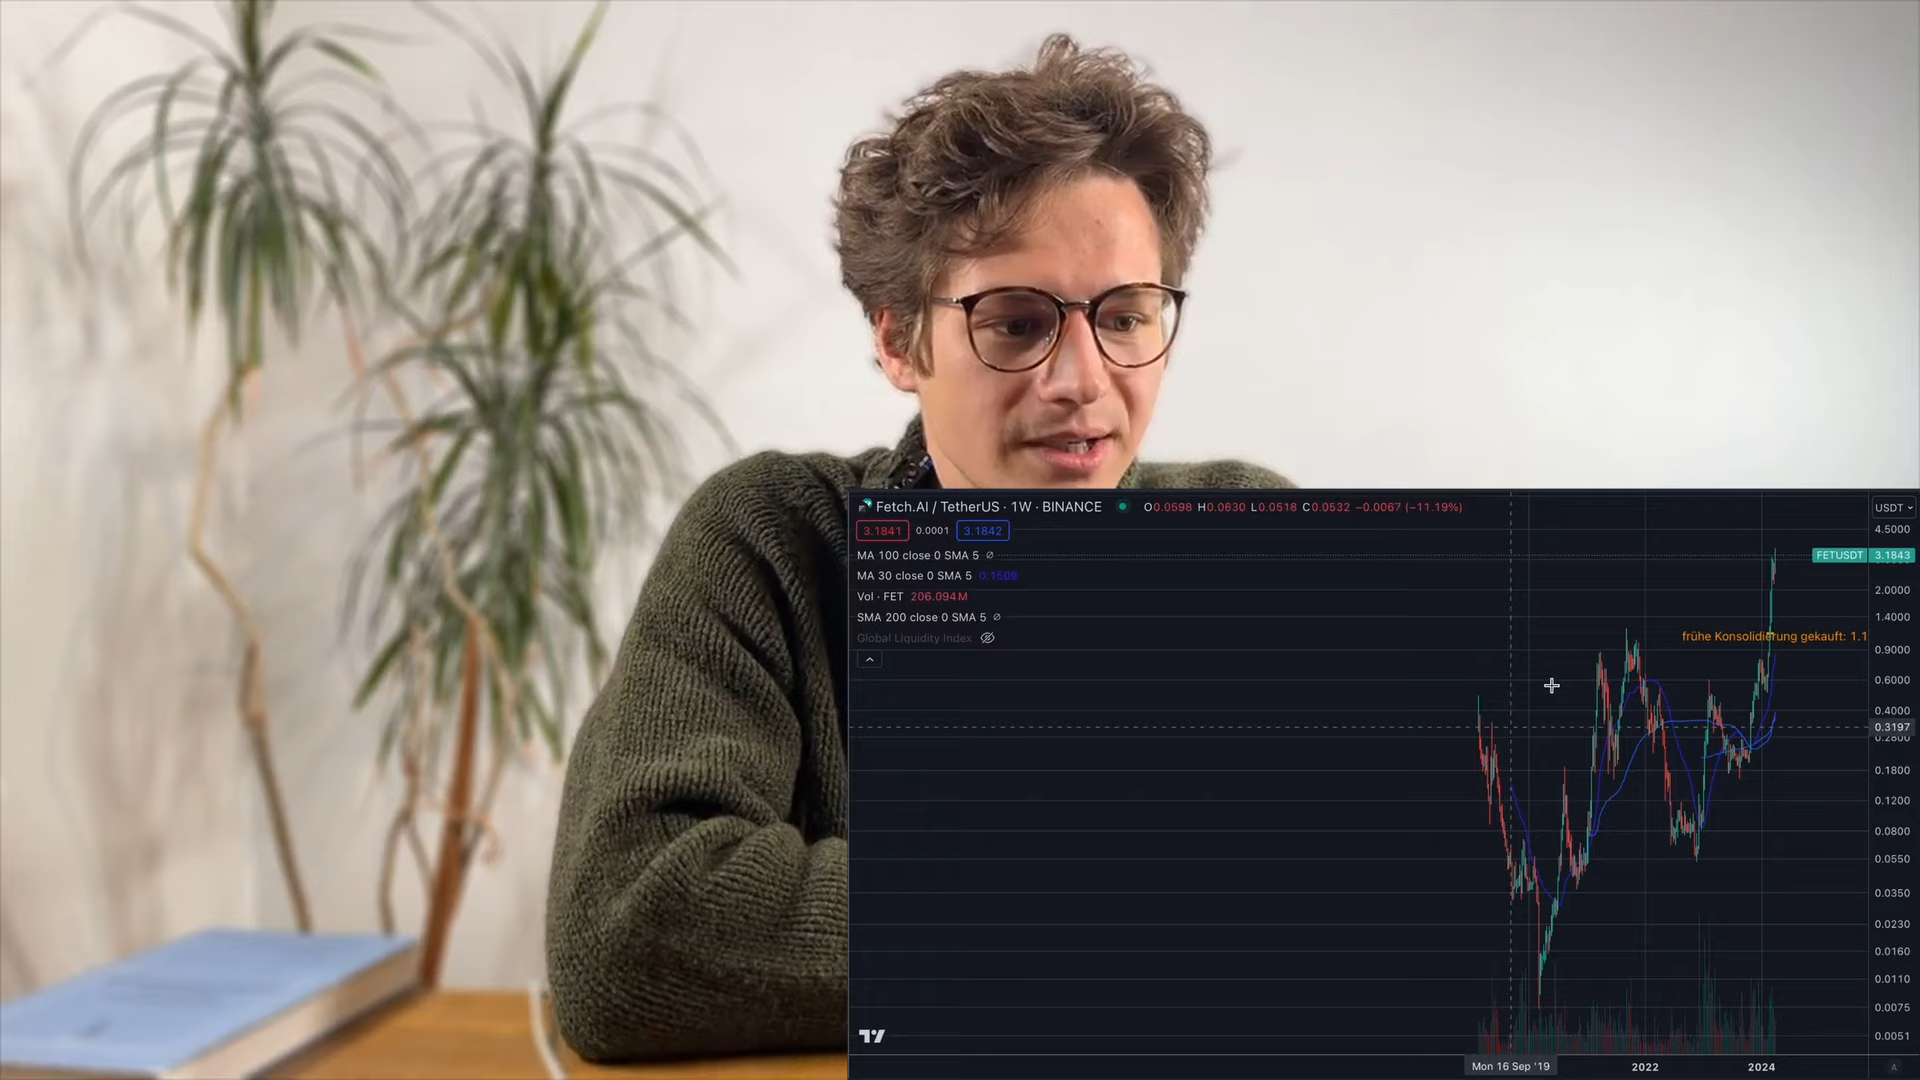 Fetch.AI / TetherUS · 1W · BINANCE O0.0598 H0.0630 L0.0518 C0.0532 −0.0067 (−11.19%)
USDT
3.1841 0.0001 3.1842
4.5000
MA 100 close 0 SMA 5 ∅
FETUSDT 3.1843
MA 30 close 0 SMA 5 0.1509
2.0000
Vol · FET 206.094M
SMA 200 close 0 SMA 5 ∅
1.4000
Global Liquidity Index
frühe Konsolidierung gekauft: 1.1
0.9000
0.6000
0.4000
0.3197
0.2800
0.1800
0.1200
0.0800
0.0550
0.0350
0.0230
0.0160
0.0110
0.0075
0.0051
Mon 16 Sep '19 2022 2024
A